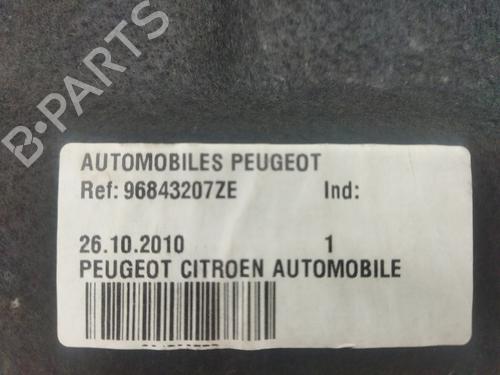 B-PARTS
AUTOMOBILES PEUGEOT
Ref: 96843207ZE Ind:
26.10.2010 1
PEUGEOT CITROEN AUTOMOBILE